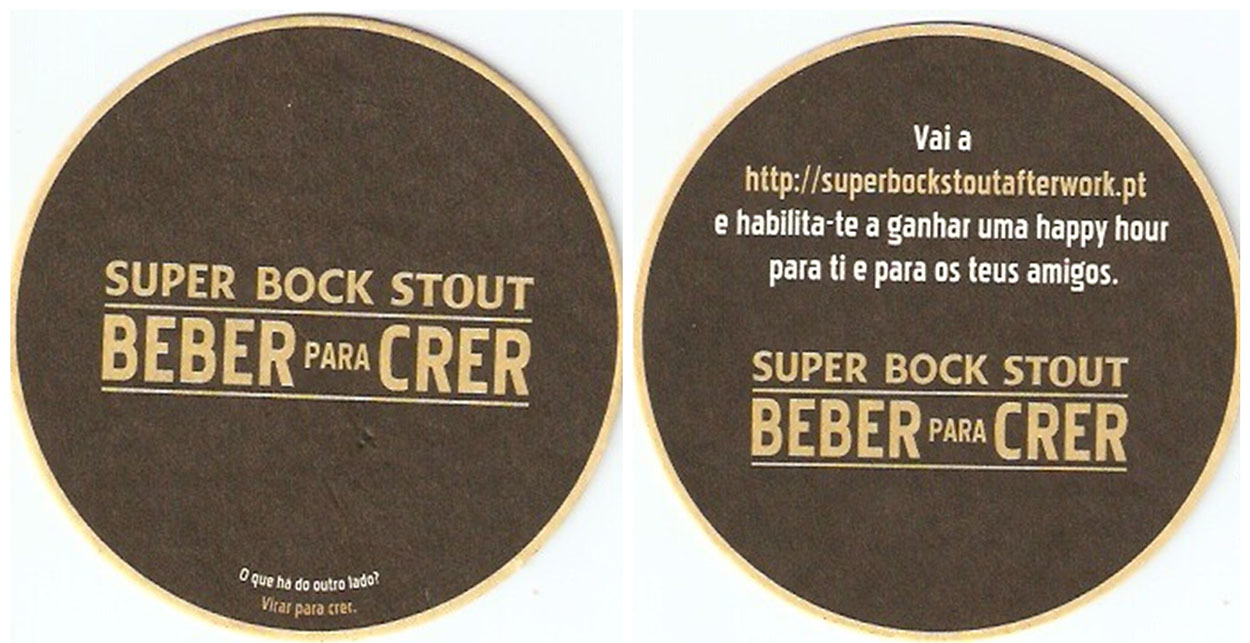 SUPER BOCK STOUT
BEBER PARA CRER
O que há do outro lado?
Virar para crer.
Vai a
http://superbockstoutafterwork.pt
e habilita-te a ganhar uma happy hour
para ti e para os teus amigos.
SUPER BOCK STOUT
BEBER PARA CRER